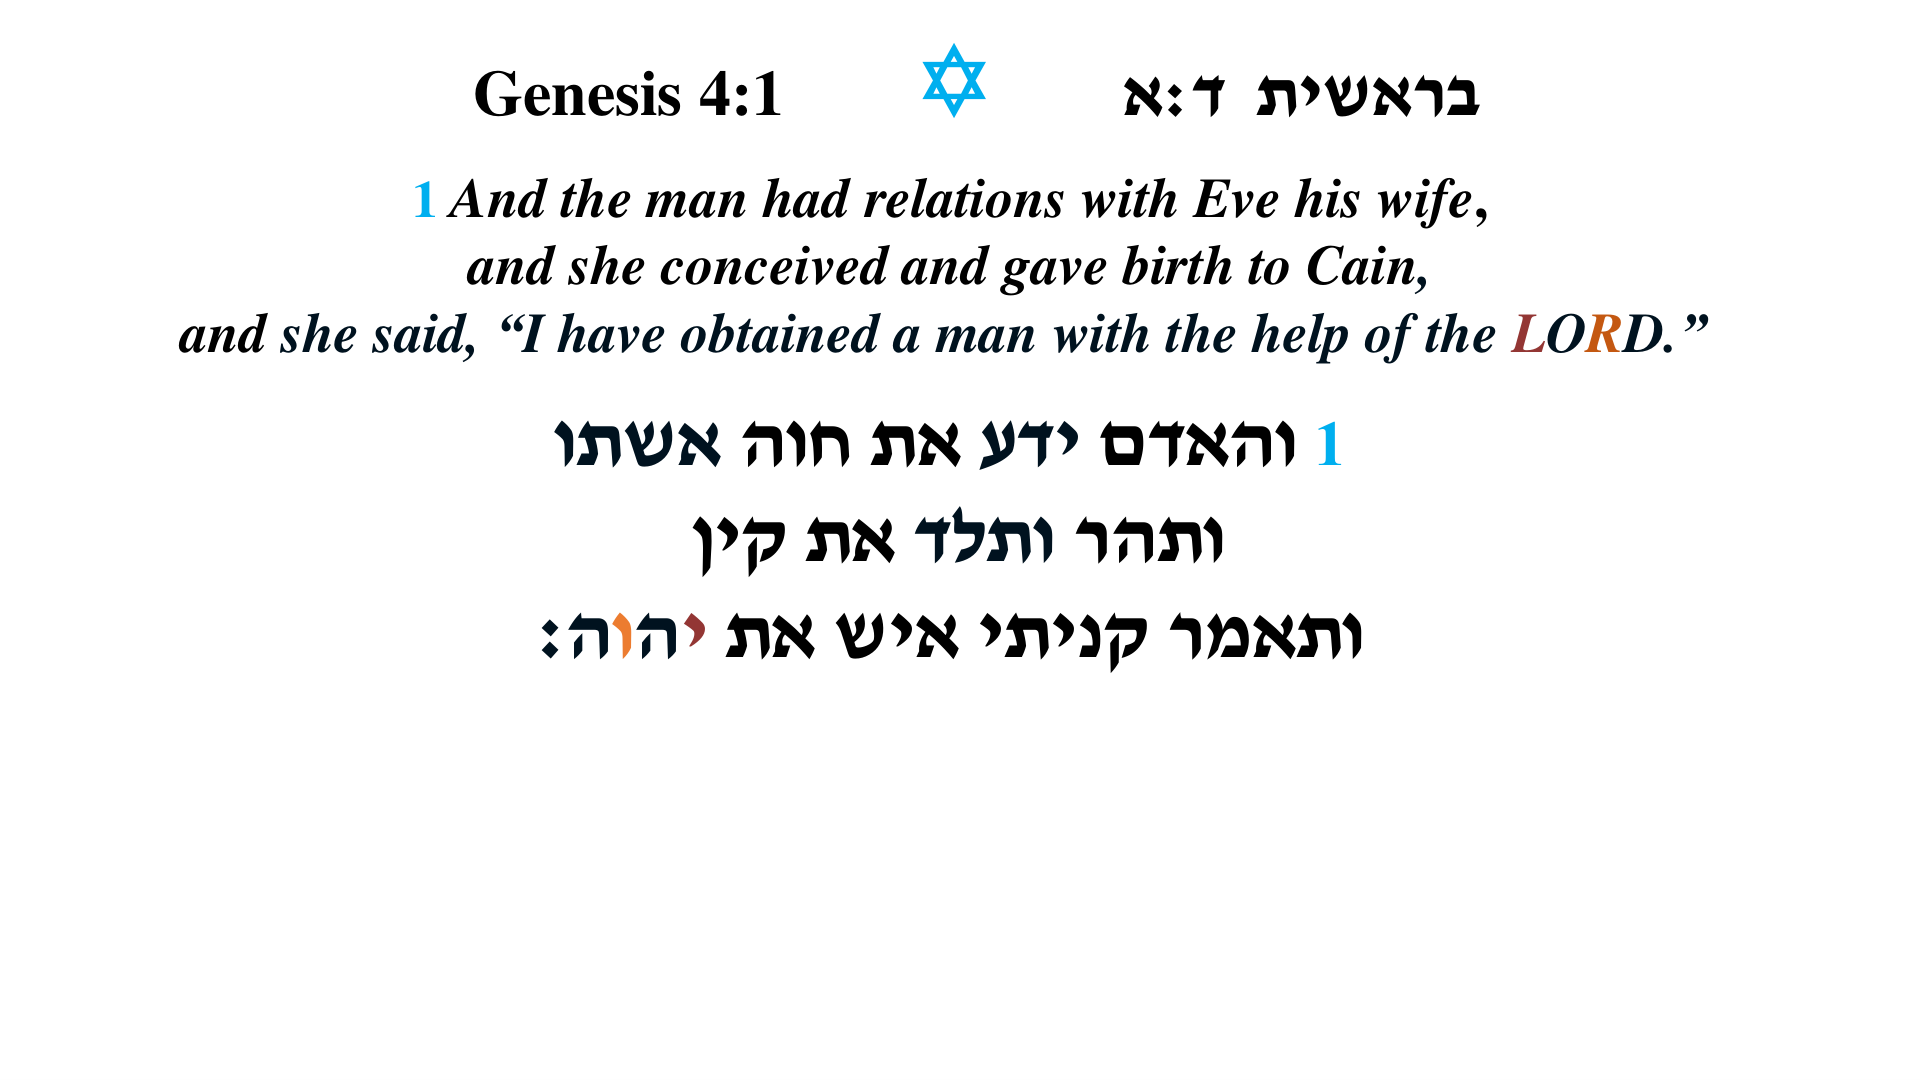 Genesis 4:1 ✡ בראשית ד:א
1 And the man had relations with Eve his wife,
and she conceived and gave birth to Cain,
and she said, “I have obtained a man with the help of the LORD.”
1 והאדם ידע את חוה אשתו
ותהר ותלד את קין
ותאמר קניתי איש את יהוה: